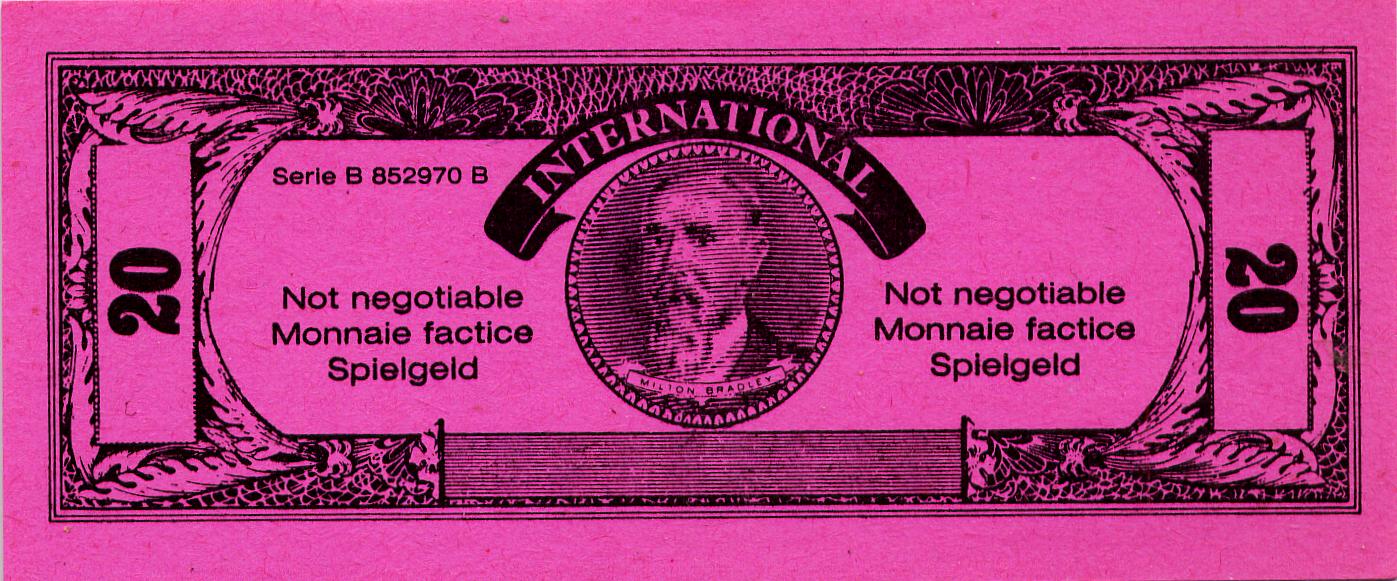 INTERNATIONAL
Serie B 852970 B
20
Not negotiable
Monnaie factice
Spielgeld
MILTON BRADLEY
Not negotiable
Monnaie factice
Spielgeld
20